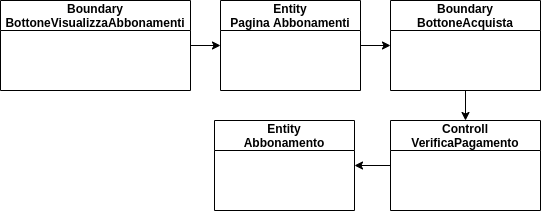 Boundary
BottoneVisualizzaAbbonamenti
Entity
Pagina Abbonamenti
Boundary
BottoneAcquista
Entity
Abbonamento
Controll
VerificaPagamento